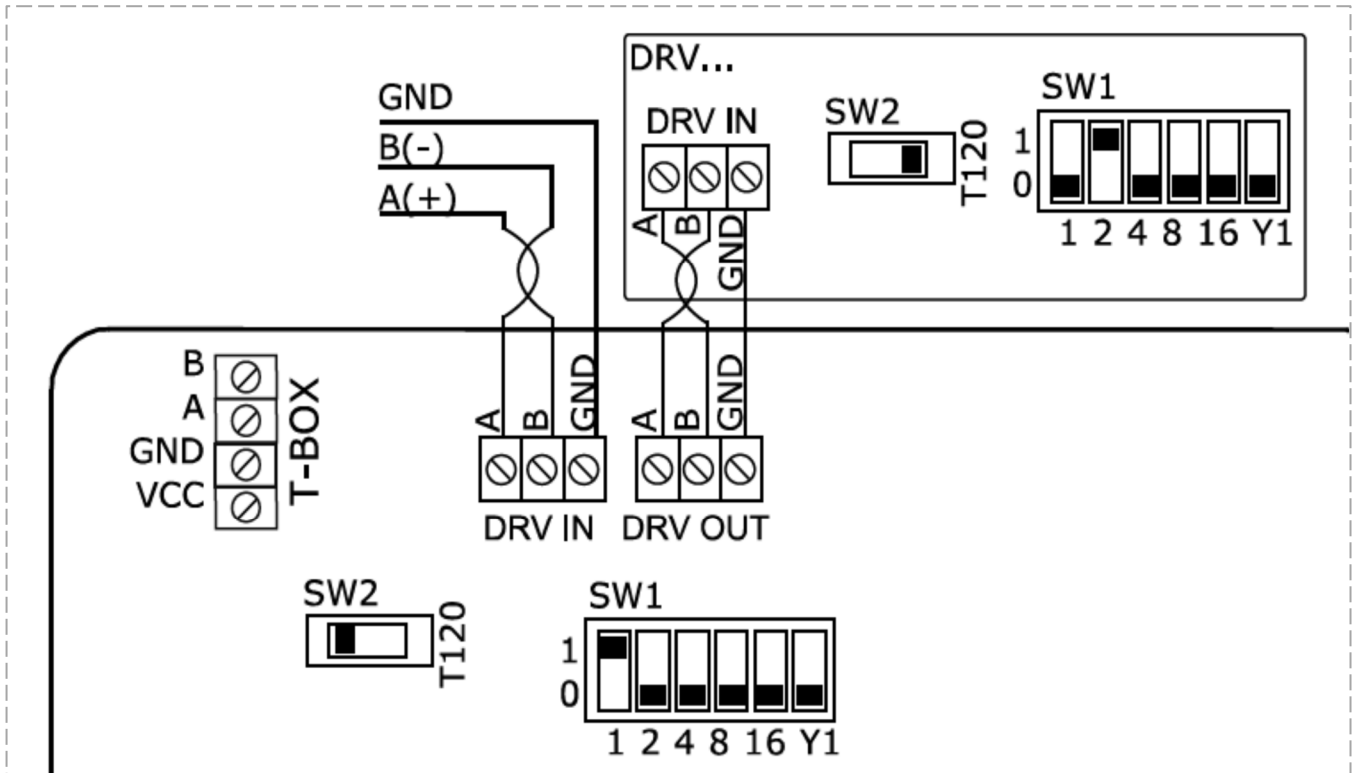 DRV...
GND
B(-)
A(+)
DRV IN
A B GND
SW2
T120
SW1
1
0
1 2 4 8 16 Y1
B
A
GND
VCC
T-BOX
A B GND
DRV IN
A B GND
DRV OUT
SW2
T120
SW1
1
0
1 2 4 8 16 Y1